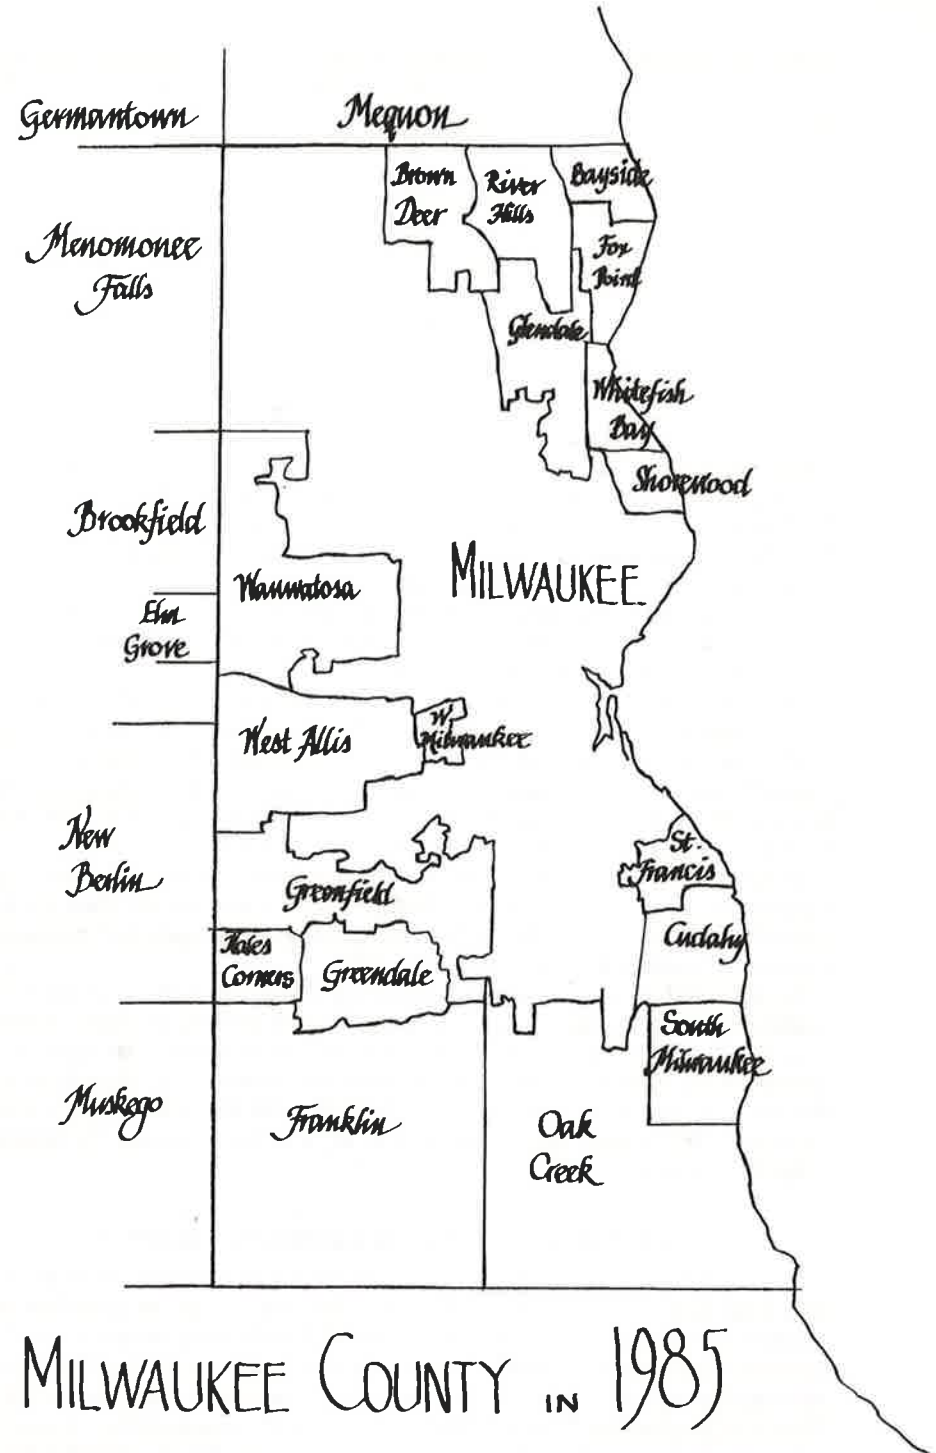 Germantown
Mequon
Brown
Deer
River
Hills
Bayside
Menomonee
Falls
Fox
Point
Glendale
Whitefish
Bay
Shorewood
Brookfield
MILWAUKEE
Wauwatosa
Elm
Grove
West Allis
W.
Milwaukee
New
Berlin
St.
Francis
Greenfield
Cudahy
Hales
Corners
Greendale
South
Milwaukee
Muskego
Franklin
Oak
Creek
MILWAUKEE COUNTY IN 1985